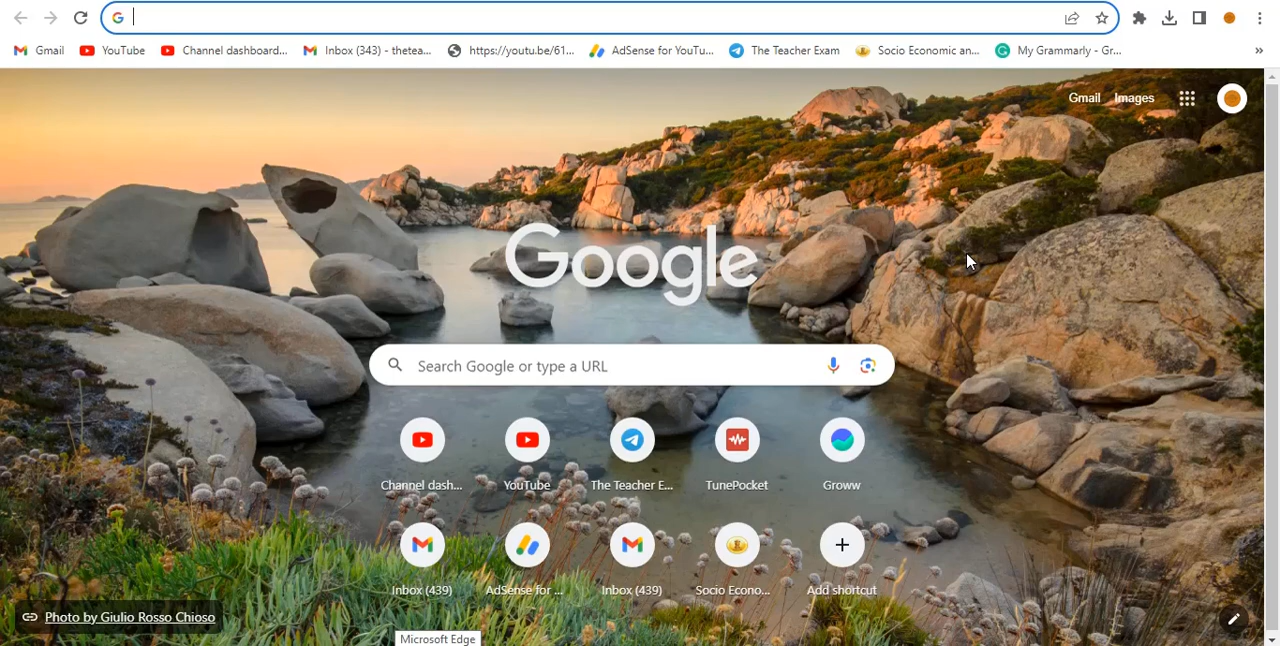 Gmail YouTube Channel dashboard... Inbox (343) - thetea... https://youtu.be/61... AdSense for YouTu... The Teacher Exam Socio Economic an... My Grammarly - Gr... »
Gmail Images
Google
Search Google or type a URL
Channel dash... YouTube The Teacher E... TunePocket Groww
Inbox (439) AdSense for ... Inbox (439) Socio Econo... Add shortcut
Photo by Giulio Rosso Chioso
Microsoft Edge